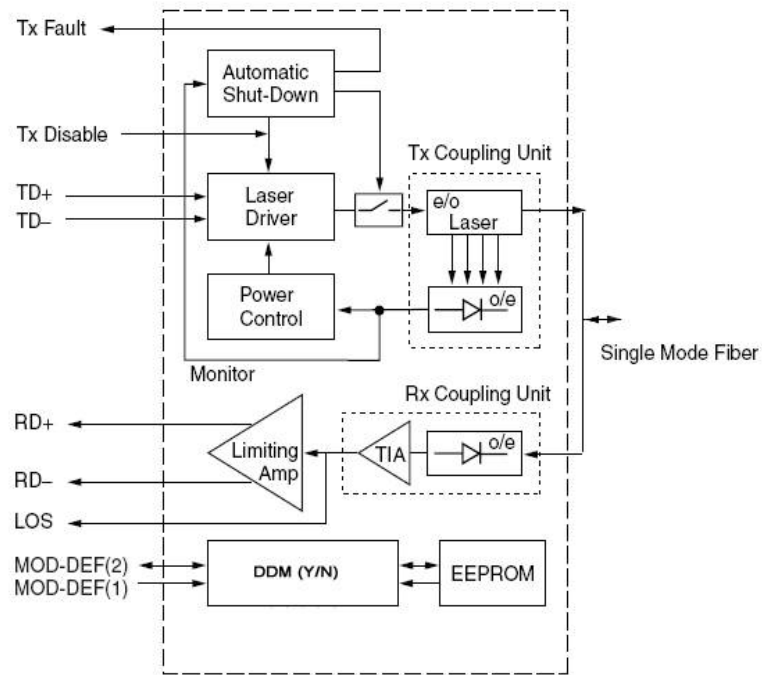 Tx Fault
Automatic
Shut-Down
Tx Disable
Tx Coupling Unit
TD+
TD–
Laser
Driver
e/o
Laser
Power
Control
o/e
Single Mode Fiber
Monitor
Rx Coupling Unit
RD+
RD–
LOS
Limiting
Amp
TIA
o/e
MOD-DEF(2)
MOD-DEF(1)
DDM (Y/N)
EEPROM